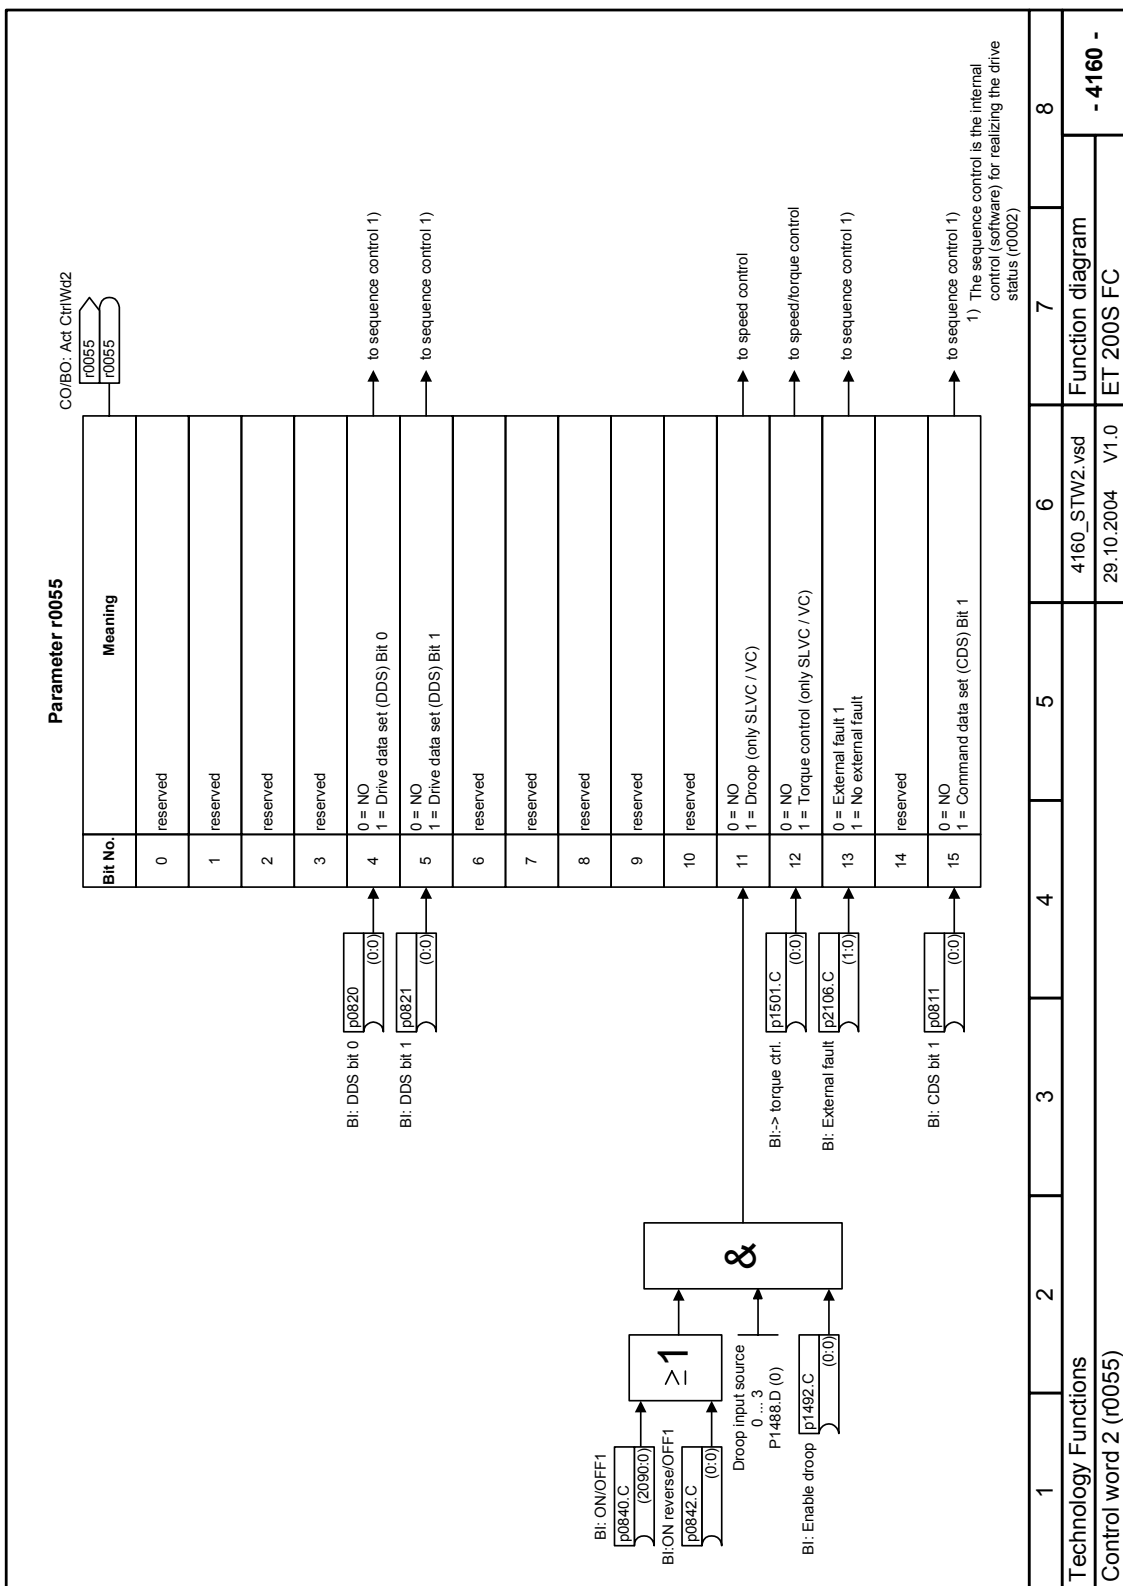 Parameter r0055
CO/BO: Act CtrlWd2
r0055
r0055
Bit No.
Meaning
0
reserved
1
reserved
2
reserved
3
reserved
BI: DDS bit 0
p0820
(0:0)
4
0 = NO
1 = Drive data set (DDS) Bit 0
to sequence control 1)
BI: DDS bit 1
p0821
(0:0)
5
0 = NO
1 = Drive data set (DDS) Bit 1
to sequence control 1)
6
reserved
7
reserved
8
reserved
9
reserved
10
reserved
BI: ON/OFF1
p0840.C
(2090:0)
BI:ON reverse/OFF1
p0842.C
(0:0)
≥1
Droop input source
0 ... 3
P1488.D (0)
BI: Enable droop
p1492.C
(0:0)
&
11
0 = NO
1 = Droop (only SLVC / VC)
to speed control
BI:-> torque ctrl.
p1501.C
(0:0)
12
0 = NO
1 = Torque control (only SLVC / VC)
to speed/torque control
BI: External fault
p2106.C
(1:0)
13
0 = External fault 1
1 = No external fault
to sequence control 1)
14
reserved
BI: CDS bit 1
p0811
(0:0)
15
0 = NO
1 = Command data set (CDS) Bit 1
to sequence control 1)
1) The sequence control is the internal
control (software) for realizing the drive
status (r0002)
1 2 3 4 5 6 7 8
Technology Functions
4160_STW2.vsd
Function diagram
- 4160 -
Control word 2 (r0055)
29.10.2004 V1.0
ET 200S FC